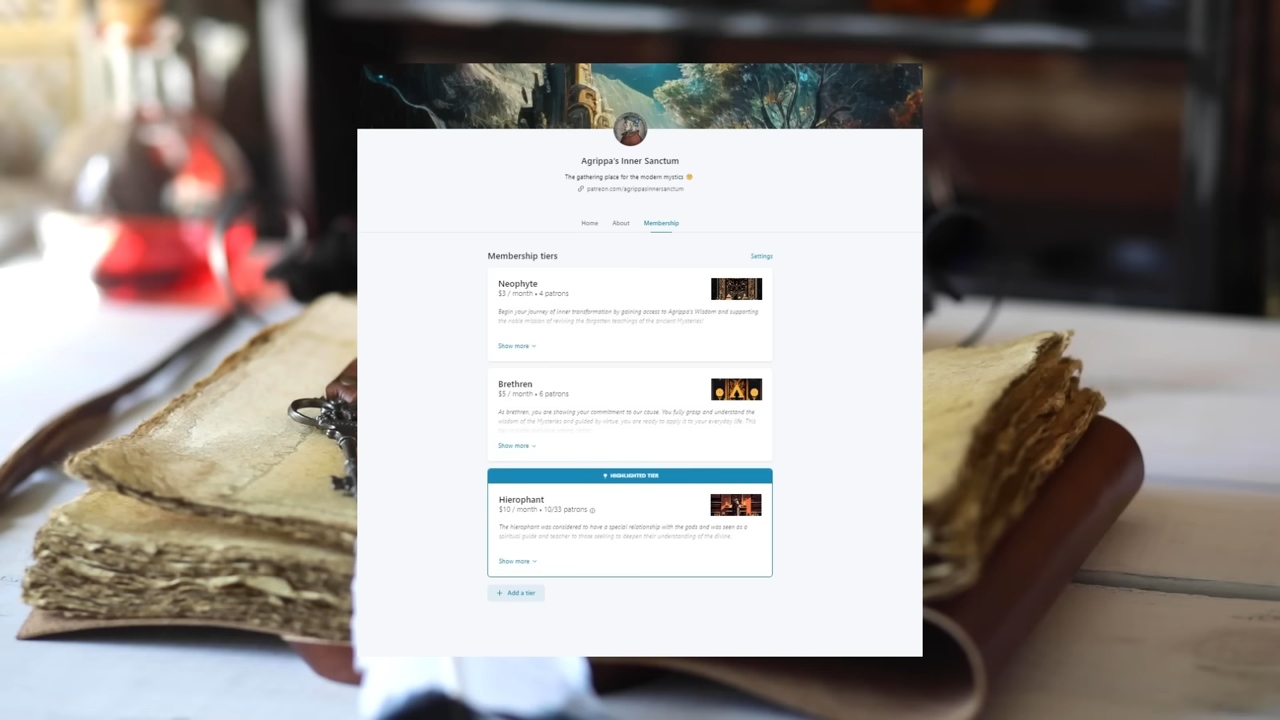 Agrippa's Inner Sanctum
The gathering place for the modern mystics
patreon.com/agrippasinnersanctum
Home About Membership
Membership tiers Settings
Neophyte
$3 / month • 4 patrons
Begin your journey of inner transformation by gaining access to Agrippa's Wisdom and supporting
the noble mission of reviving the forgotten teachings of the ancient Mysteries!
Show more
Brethren
$5 / month • 6 patrons
As brethren, you are showing your commitment to our cause. You fully grasp and understand the
wisdom of the Mysteries and guided by virtue, you are ready to apply it to your everyday life. This
Show more
HIGHLIGHTED TIER
Hierophant
$10 / month • 10/33 patrons
The hierophant was considered to have a special relationship with the gods and was seen as a
spiritual guide and teacher to those seeking to deepen their understanding of the divine.
Show more
+ Add a tier